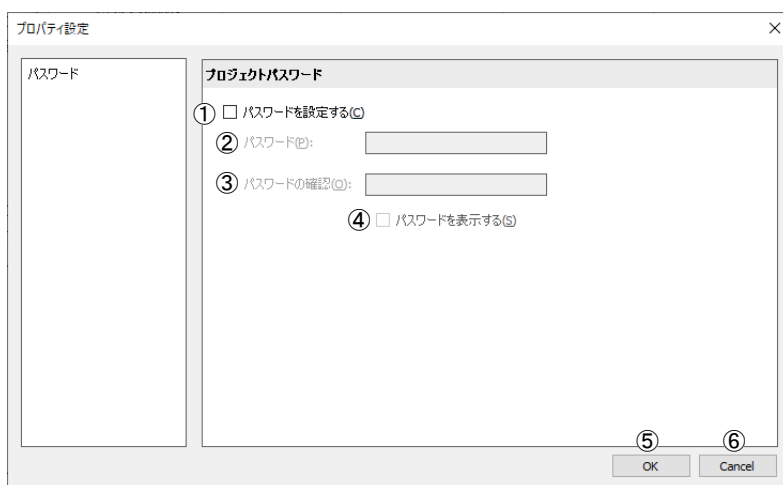 プロパティ設定 ×
パスワード
プロジェクトパスワード
① パスワードを設定する(C)
② パスワード(P):
③ パスワードの確認(O):
④ パスワードを表示する(S)
⑤ ⑥
OK Cancel